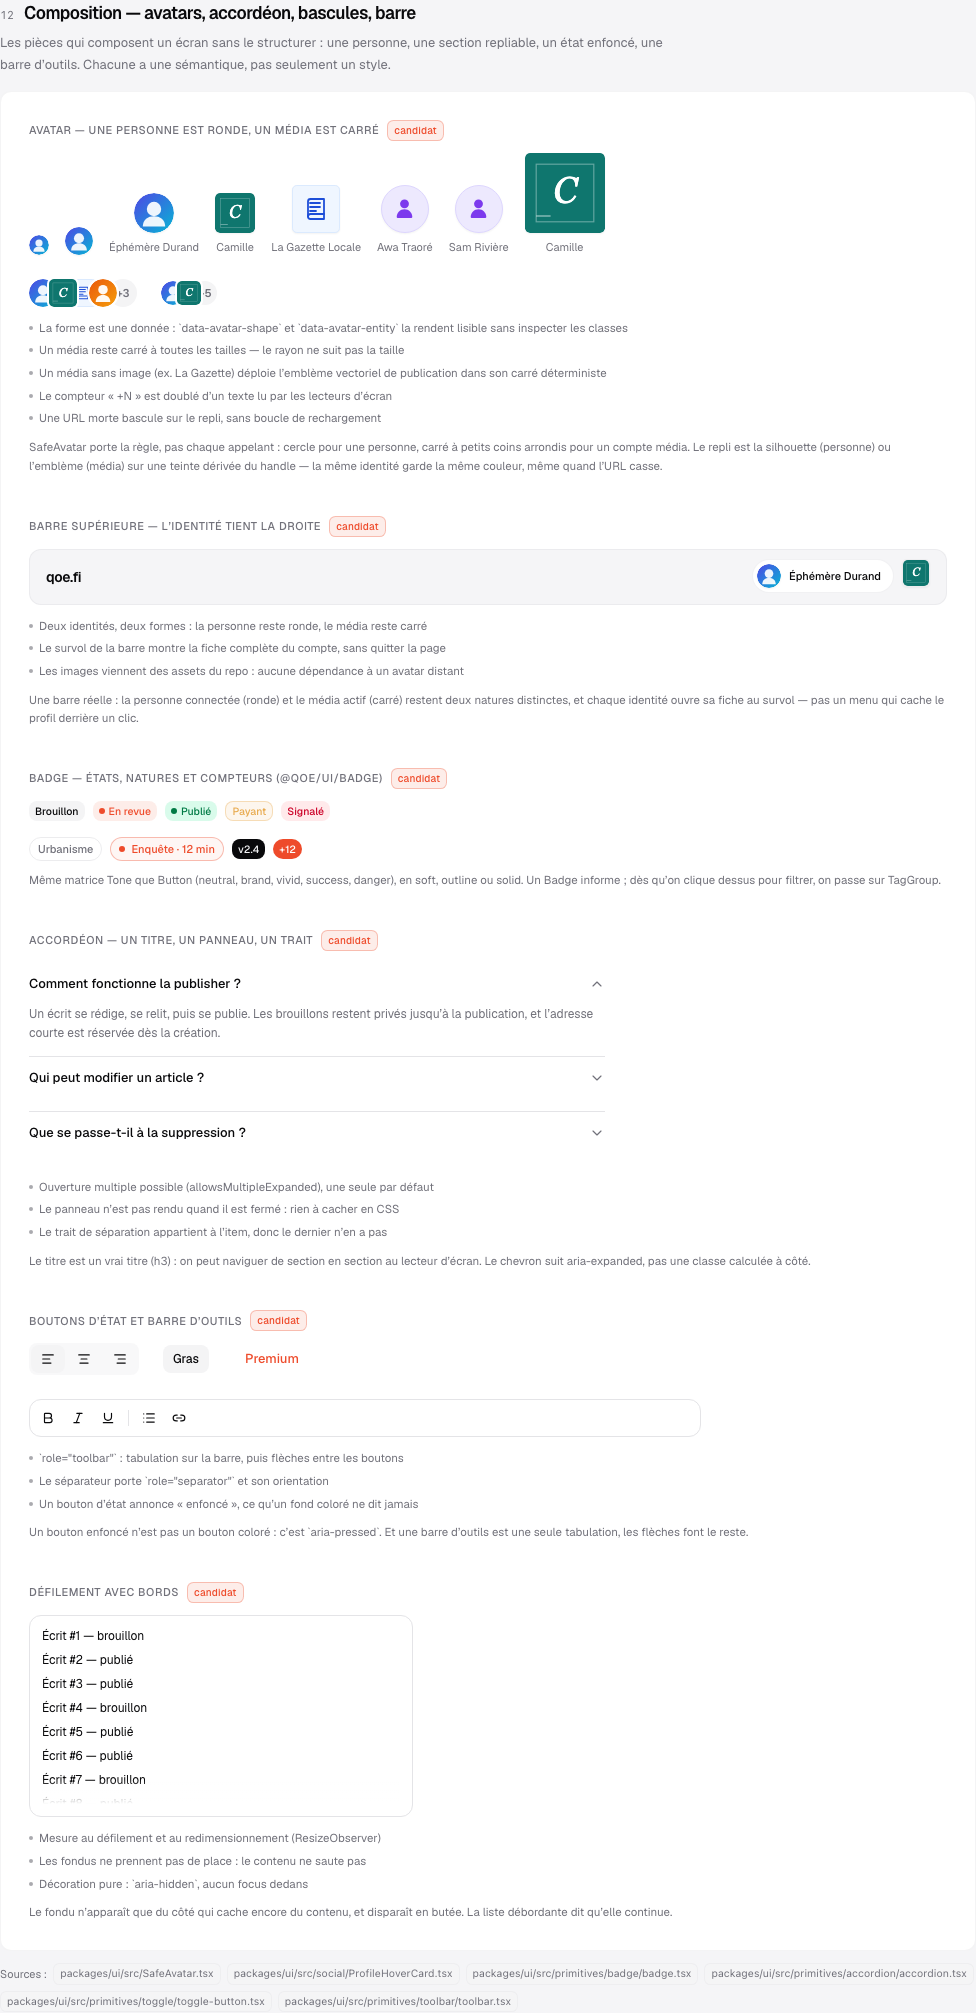 12 Composition — avatars, accordéon, bascules, barre
Les pièces qui composent un écran sans le structurer : une personne, une section repliable, un état enfoncé, une
barre d’outils. Chacune a une sémantique, pas seulement un style.
AVATAR — UNE PERSONNE EST RONDE, UN MÉDIA EST CARRÉ candidat
C
C
Éphémère Durand Camille La Gazette Locale Awa Traoré Sam Rivière Camille
C +3 C 5
La forme est une donnée : `data-avatar-shape` et `data-avatar-entity` la rendent lisible sans inspecter les classes
Un média reste carré à toutes les tailles — le rayon ne suit pas la taille
Un média sans image (ex. La Gazette) déploie l’emblème vectoriel de publication dans son carré déterministe
Le compteur « +N » est doublé d’un texte lu par les lecteurs d’écran
Une URL morte bascule sur le repli, sans boucle de rechargement
SafeAvatar porte la règle, pas chaque appelant : cercle pour une personne, carré à petits coins arrondis pour un compte média. Le repli est la silhouette (personne) ou
l’emblème (média) sur une teinte dérivée du handle — la même identité garde la même couleur, même quand l’URL casse.
BARRE SUPÉRIEURE — L’IDENTITÉ TIENT LA DROITE candidat
qoe.fi Éphémère Durand C
Deux identités, deux formes : la personne reste ronde, le média reste carré
Le survol de la barre montre la fiche complète du compte, sans quitter la page
Les images viennent des assets du repo : aucune dépendance à un avatar distant
Une barre réelle : la personne connectée (ronde) et le média actif (carré) restent deux natures distinctes, et chaque identité ouvre sa fiche au survol — pas un menu qui cache le
profil derrière un clic.
BADGE — ÉTATS, NATURES ET COMPTEURS (@QOE/UI/BADGE) candidat
Brouillon En revue Publié Payant Signalé
Urbanisme Enquête · 12 min v2.4 +12
Même matrice Tone que Button (neutral, brand, vivid, success, danger), en soft, outline ou solid. Un Badge informe ; dès qu’on clique dessus pour filtrer, on passe sur TagGroup.
ACCORDÉON — UN TITRE, UN PANNEAU, UN TRAIT candidat
Comment fonctionne la publisher ?
Un écrit se rédige, se relit, puis se publie. Les brouillons restent privés jusqu’à la publication, et l’adresse
courte est réservée dès la création.
Qui peut modifier un article ?
Que se passe-t-il à la suppression ?
Ouverture multiple possible (allowsMultipleExpanded), une seule par défaut
Le panneau n’est pas rendu quand il est fermé : rien à cacher en CSS
Le trait de séparation appartient à l’item, donc le dernier n’en a pas
Le titre est un vrai titre (h3) : on peut naviguer de section en section au lecteur d’écran. Le chevron suit aria-expanded, pas une classe calculée à côté.
BOUTONS D’ÉTAT ET BARRE D’OUTILS candidat
Gras Premium
B I U
`role="toolbar"` : tabulation sur la barre, puis flèches entre les boutons
Le séparateur porte `role="separator"` et son orientation
Un bouton d’état annonce « enfoncé », ce qu’un fond coloré ne dit jamais
Un bouton enfoncé n’est pas un bouton coloré : c’est `aria-pressed`. Et une barre d’outils est une seule tabulation, les flèches font le reste.
DÉFILEMENT AVEC BORDS candidat
Écrit #1 — brouillon
Écrit #2 — publié
Écrit #3 — publié
Écrit #4 — brouillon
Écrit #5 — publié
Écrit #6 — publié
Écrit #7 — brouillon
Écrit #8 — publié
Mesure au défilement et au redimensionnement (ResizeObserver)
Les fondus ne prennent pas de place : le contenu ne saute pas
Décoration pure : `aria-hidden`, aucun focus dedans
Le fondu n’apparaît que du côté qui cache encore du contenu, et disparaît en butée. La liste débordante dit qu’elle continue.
Sources : packages/ui/src/SafeAvatar.tsx packages/ui/src/social/ProfileHoverCard.tsx packages/ui/src/primitives/badge/badge.tsx packages/ui/src/primitives/accordion/accordion.tsx
packages/ui/src/primitives/toggle/toggle-button.tsx packages/ui/src/primitives/toolbar/toolbar.tsx